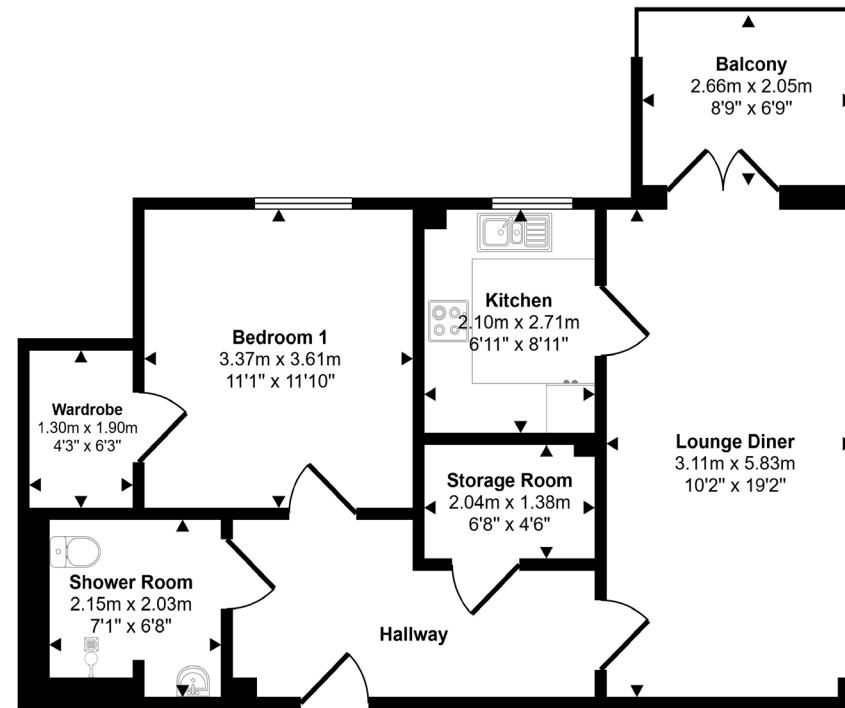 Balcony
2.66m x 2.05m
8'9" x 6'9"
Bedroom 1
3.37m x 3.61m
11'1" x 11'10"
Kitchen
2.10m x 2.71m
6'11" x 8'11"
Wardrobe
1.30m x 1.90m
4'3" x 6'3"
Lounge Diner
3.11m x 5.83m
10'2" x 19'2"
Storage Room
2.04m x 1.38m
6'8" x 4'6"
Shower Room
2.15m x 2.03m
7'1" x 6'8"
Hallway